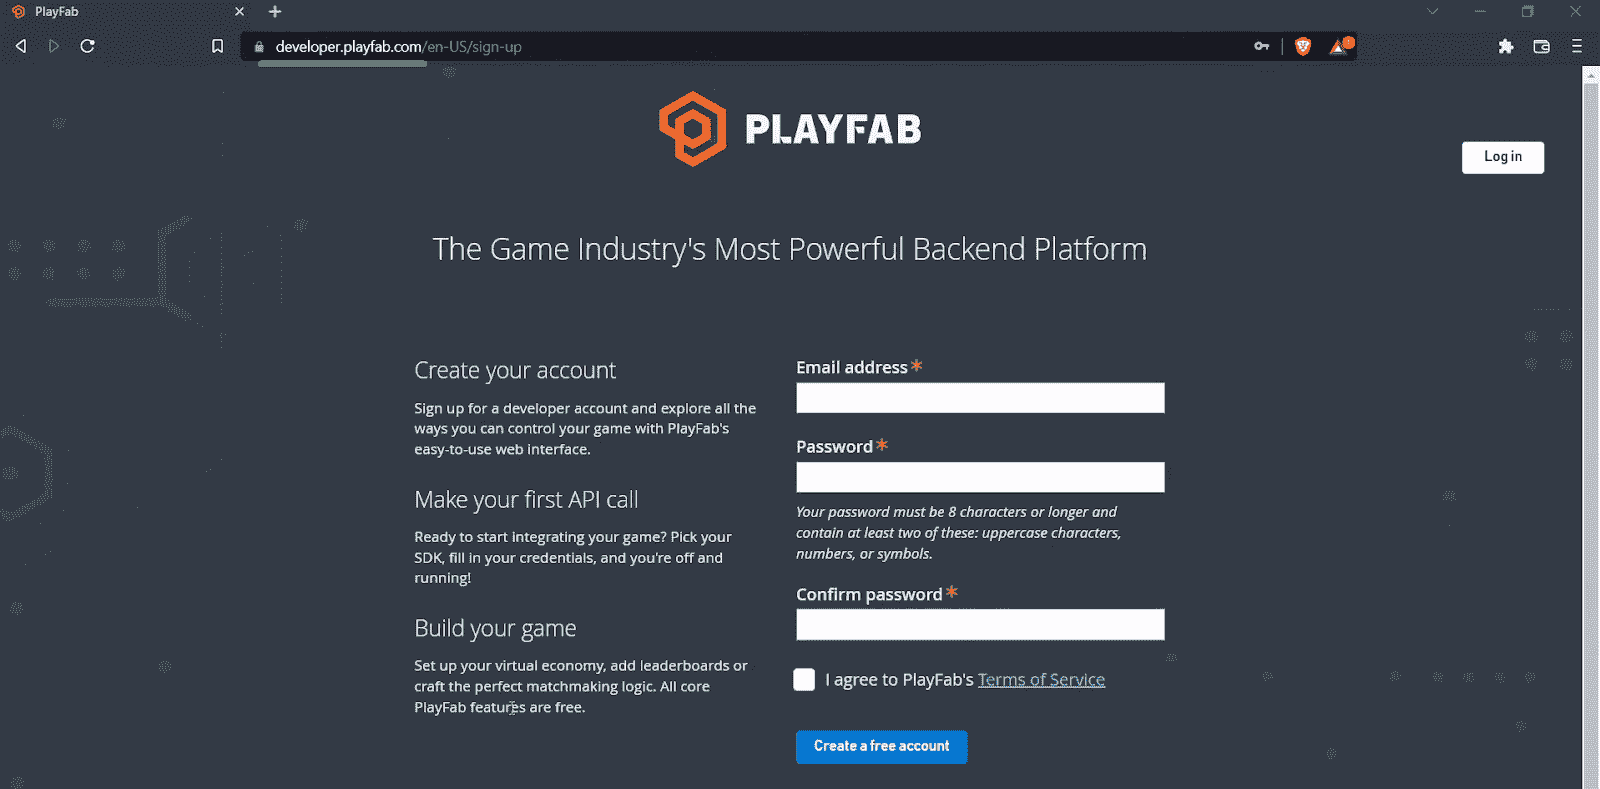 PlayFab
developer.playfab.com/en-US/sign-up
PLAYFAB
Log in
The Game Industry's Most Powerful Backend Platform
Create your account
Sign up for a developer account and explore all the
ways you can control your game with PlayFab's
easy-to-use web interface.
Make your first API call
Ready to start integrating your game? Pick your
SDK, fill in your credentials, and you're off and
running!
Build your game
Set up your virtual economy, add leaderboards or
craft the perfect matchmaking logic. All core
PlayFab features are free.
Email address*
Password*
Your password must be 8 characters or longer and
contain at least two of these: uppercase characters,
numbers, or symbols.
Confirm password*
I agree to PlayFab's Terms of Service
Create a free account